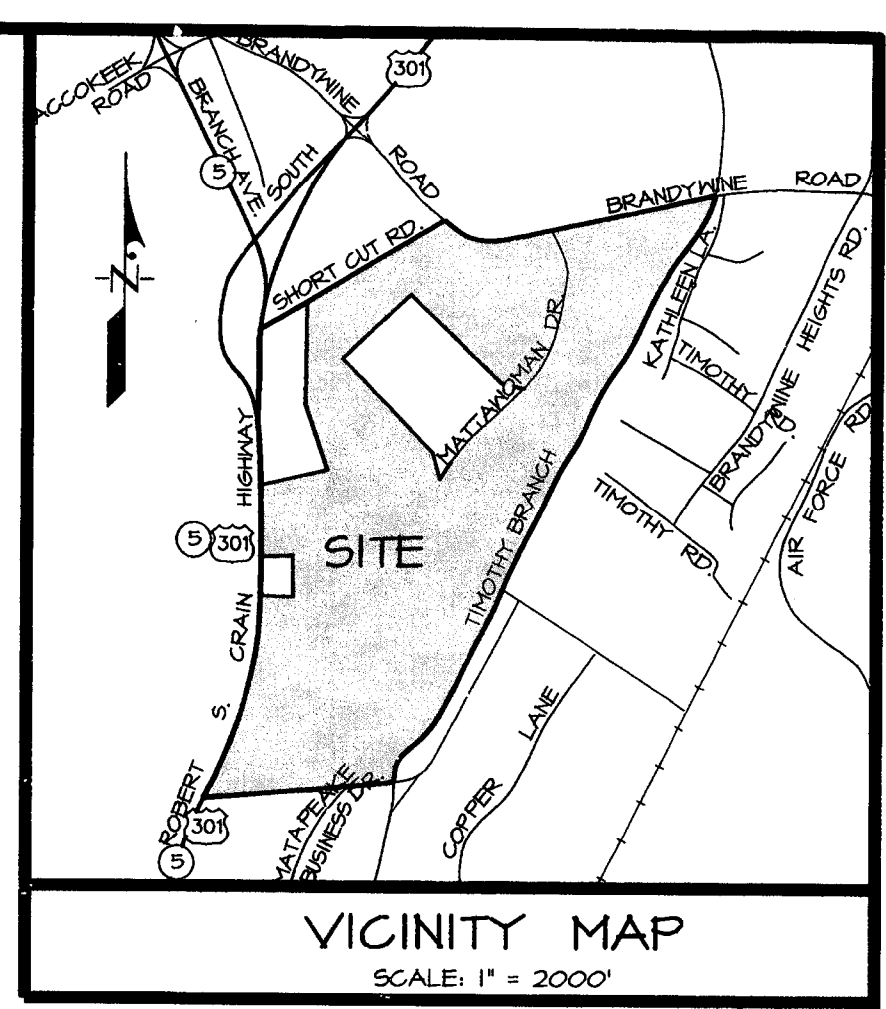 ACCOKEEK
ROAD
BRANDYWINE
ROAD
301
BRANCH AVE.
5
SOUTH
BRANDYWINE
ROAD
SHORT CUT RD.
N
KATHLEEN LA.
BRANDYWINE HEIGHTS RD.
TIMOTHY
RD.
MATTAWOMAN DR.
HIGHWAY
5
301
SITE
TIMOTHY BRANCH
TIMOTHY RD.
AIR FORCE RD.
CRAIN
S.
ROBERT
301
5
MATAPEAKE
BUSINESS DR.
COPPER LANE
VICINITY MAP
SCALE: 1" = 2000'